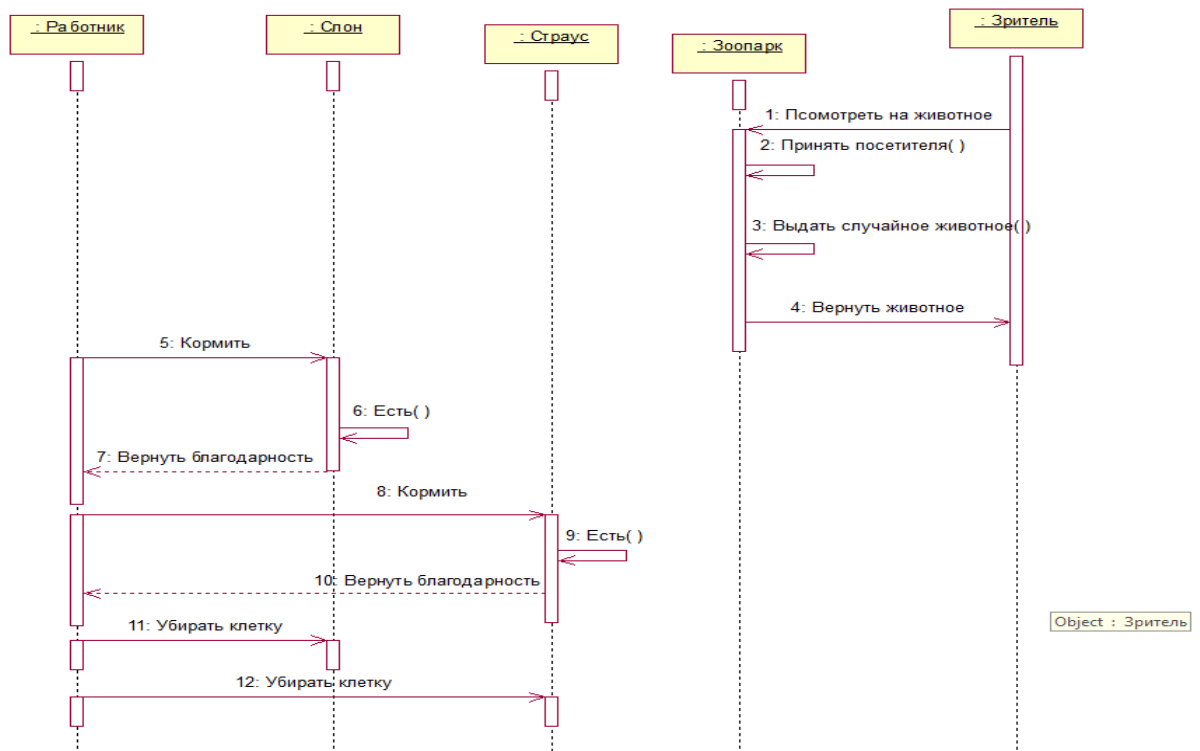 : Работник
: Слон
: Страус
: Зоопарк
: Зритель
1: Псомотреть на животное
2: Принять посетителя( )
3: Выдать случайное животное( )
4: Вернуть животное
5: Кормить
6: Есть( )
7: Вернуть благодарность
8: Кормить
9: Есть( )
10: Вернуть благодарность
11: Убирать клетку
Object : Зритель
12: Убирать клетку